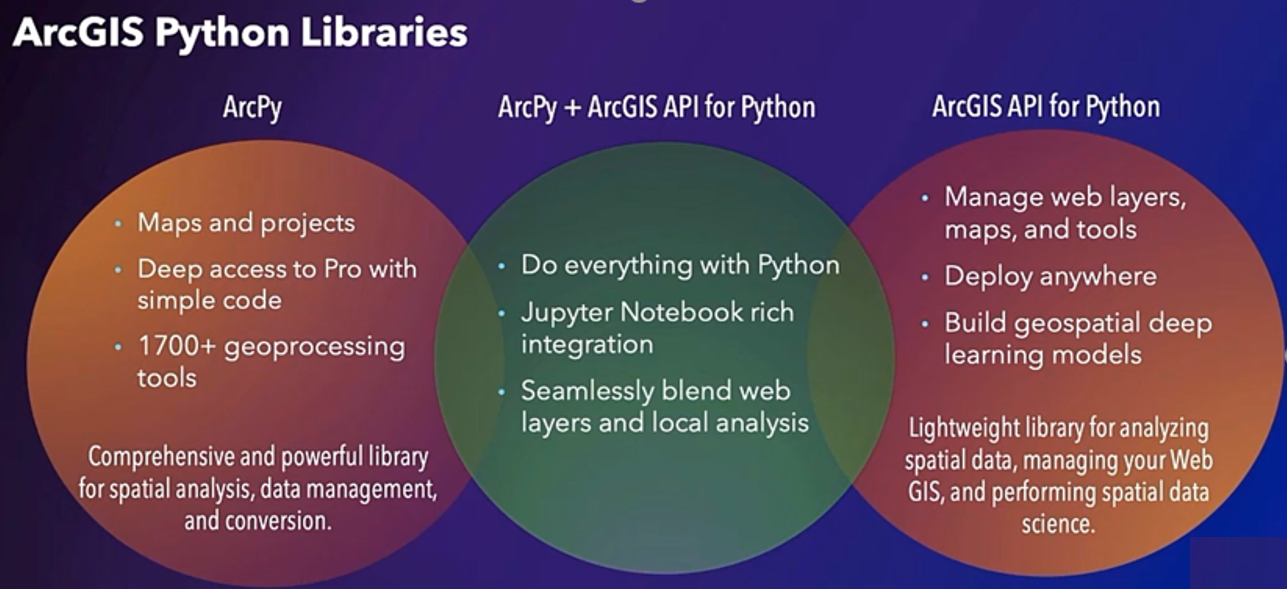 ArcGIS Python Libraries
ArcPy
• Maps and projects
• Deep access to Pro with
simple code
• 1700+ geoprocessing
tools
Comprehensive and powerful library
for spatial analysis, data management,
and conversion.
ArcPy + ArcGIS API for Python
• Do everything with Python
• Jupyter Notebook rich
integration
• Seamlessly blend web
layers and local analysis
ArcGIS API for Python
• Manage web layers,
maps, and tools
• Deploy anywhere
• Build geospatial deep
learning models
Lightweight library for analyzing
spatial data, managing your Web
GIS, and performing spatial data
science.